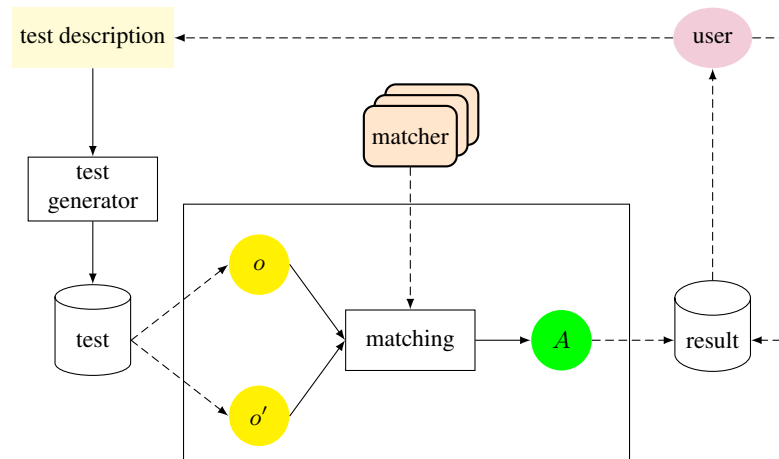 test description
user
matcher
test
generator
o
test
matching
A
result
o′